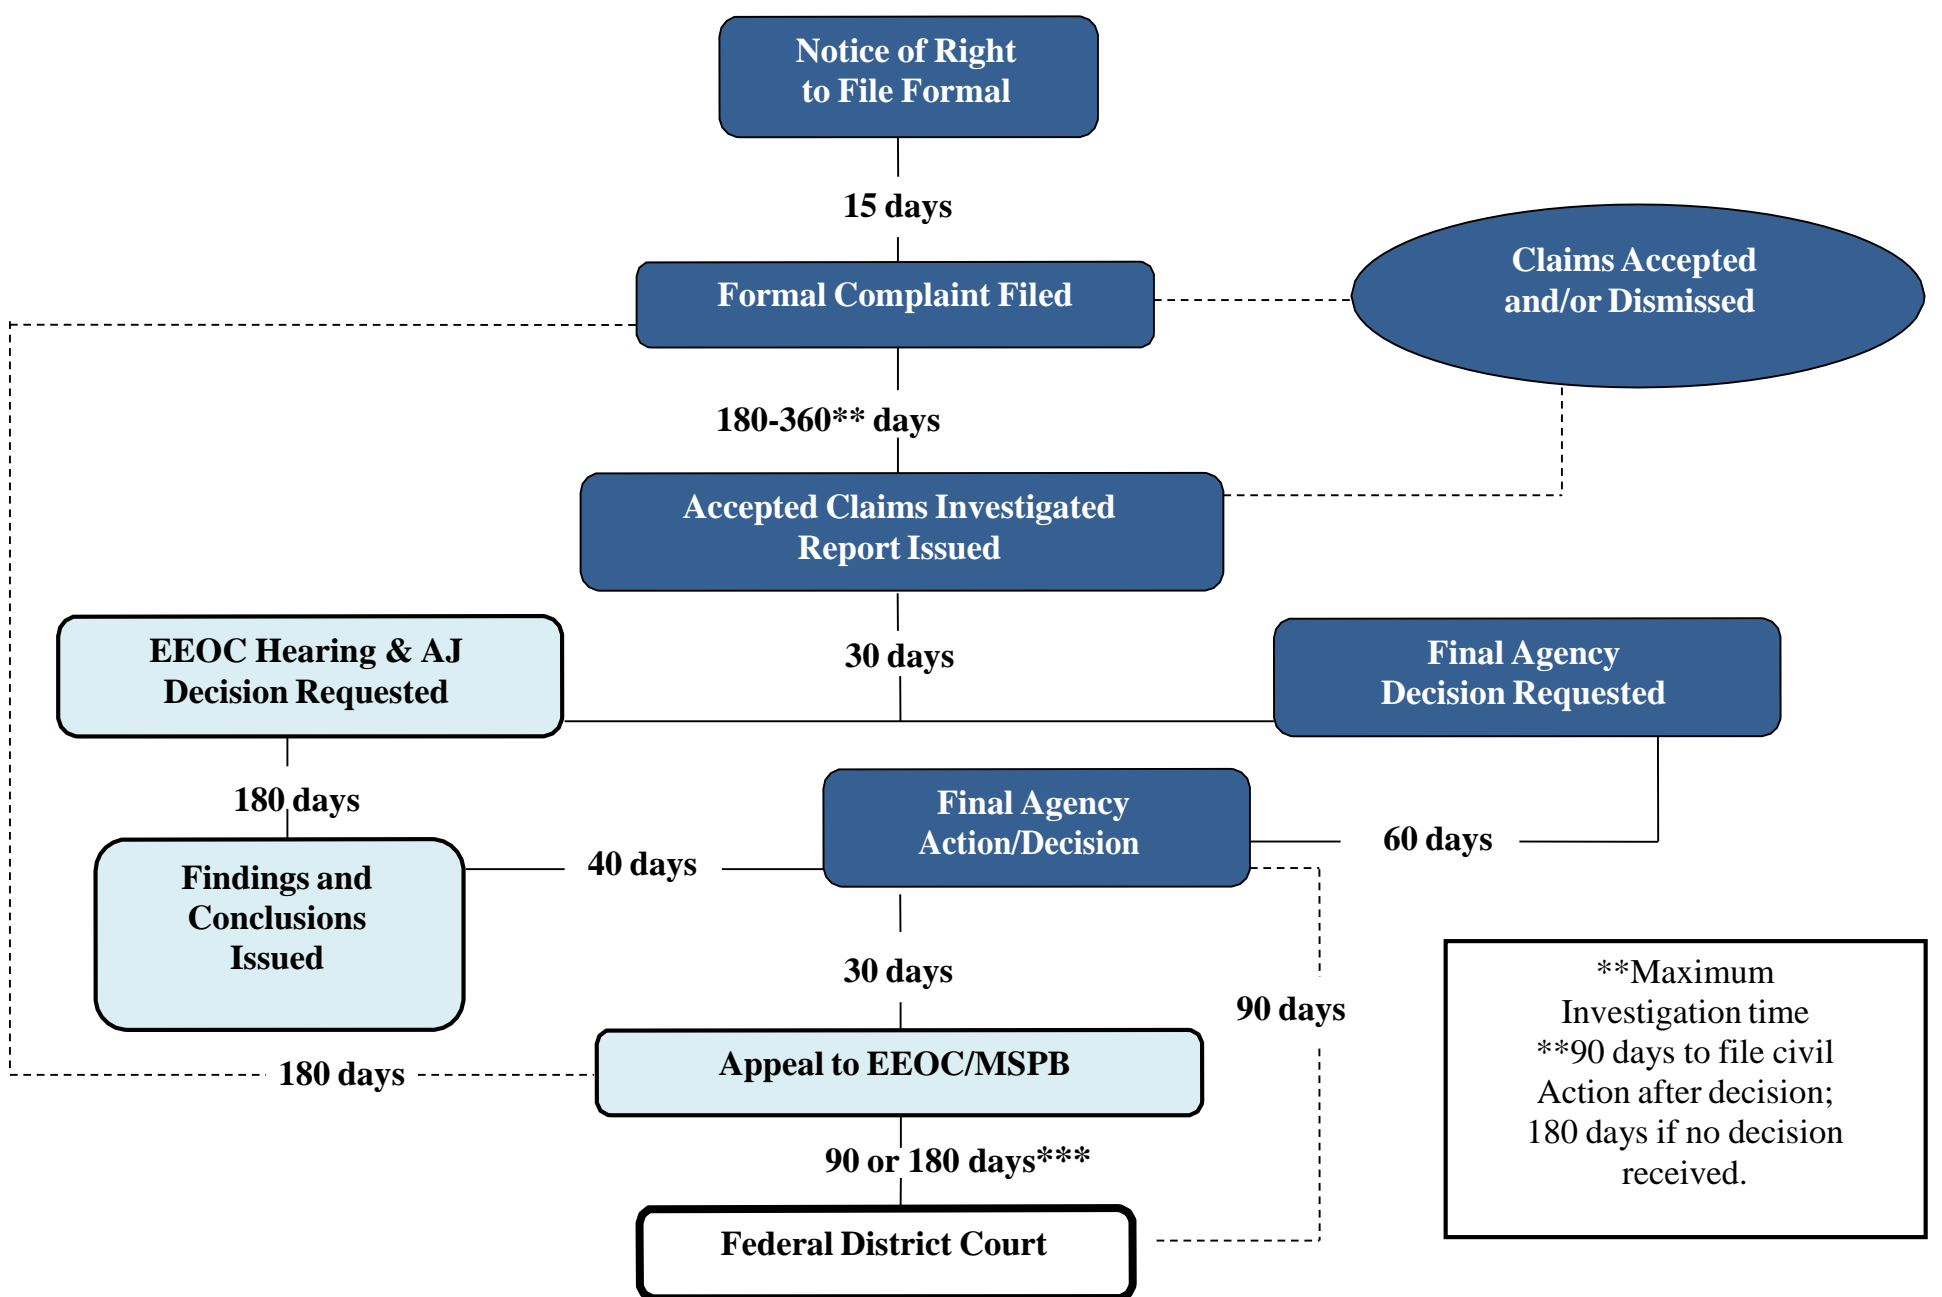 Notice of Right
to File Formal
15 days
Formal Complaint Filed
Claims Accepted
and/or Dismissed
180-360** days
Accepted Claims Investigated
Report Issued
EEOC Hearing & AJ
Decision Requested
30 days
Final Agency
Decision Requested
180 days
Final Agency
Action/Decision
60 days
40 days
Findings and
Conclusions
Issued
30 days
90 days
**Maximum
Investigation time
**90 days to file civil
Action after decision;
180 days if no decision
received.
180 days
Appeal to EEOC/MSPB
90 or 180 days***
Federal District Court